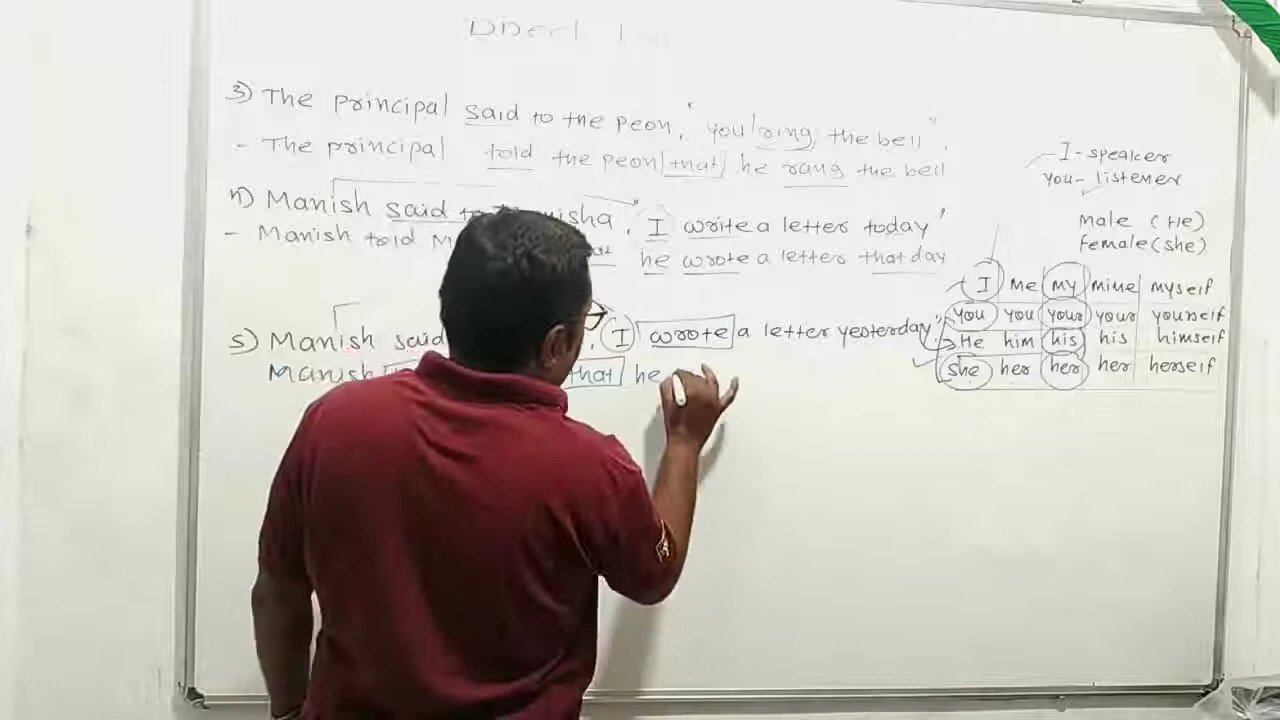 Direct
3) The principal said to the peon, "you ring the bell".
- The principal told the peon that he rang the bell
4) Manish said to isha, "I write a letter today"
- Manish told M he wrote a letter that day
5) Manish said , I wrote a letter yesterday"
Manish that he
I-speaker
you- listener
Male (He)
Female (she)
I me my mine myself
you you your your yourself
He him his his himself
she her her her herself